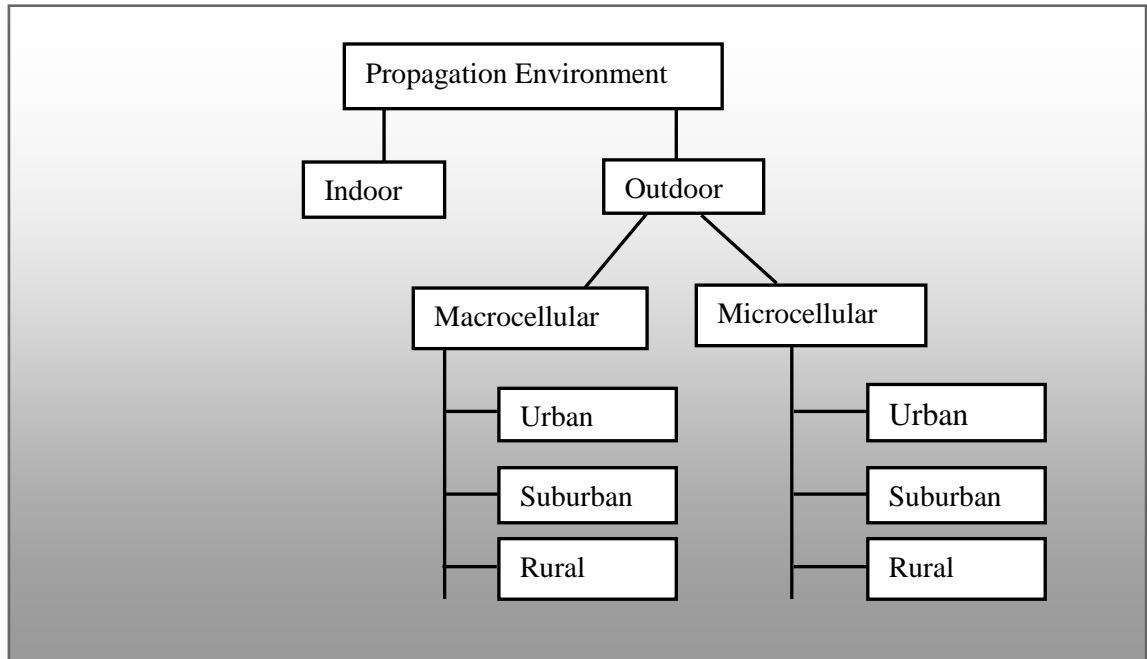 Propagation Environment
Indoor
Outdoor
Macrocellular
Microcellular
Urban
Suburban
Rural
Urban
Suburban
Rural